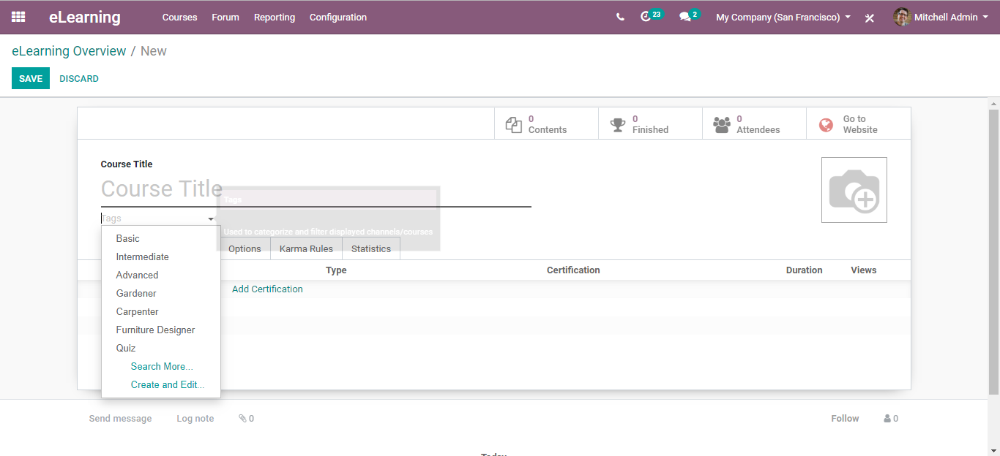 eLearning Courses Forum Reporting Configuration 23 2 My Company (San Francisco) Mitchell Admin
eLearning Overview / New
SAVE DISCARD
0 Contents
0 Finished
0 Attendees
Go to Website
Course Title
Course Title
Tags
Tags
Used to categorize and filter displayed channels/courses
Options Karma Rules Statistics
Type Certification Duration Views
Add Certification
Basic
Intermediate
Advanced
Gardener
Carpenter
Furniture Designer
Quiz
Search More...
Create and Edit...
Send message Log note 0 Follow 0
Today